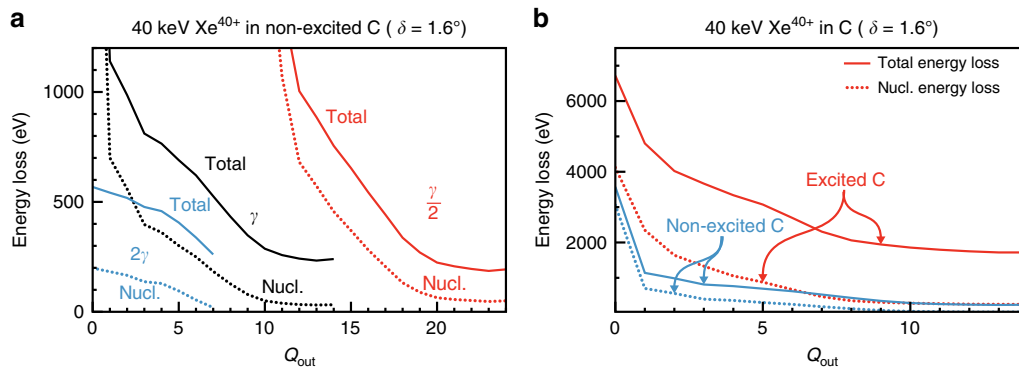 a
40 keV Xe40+ in non-excited C ( δ = 1.6°)
Energy loss (eV)
1000
500
0
Total
Total
Total
γ
γ/2
2γ
Nucl.
Nucl.
Nucl.
0 5 10 15 20
Qout
b
40 keV Xe40+ in C ( δ = 1.6°)
Energy loss (eV)
6000
4000
2000
0
Total energy loss
Nucl. energy loss
Excited C
Non-excited C
0 5 10
Qout